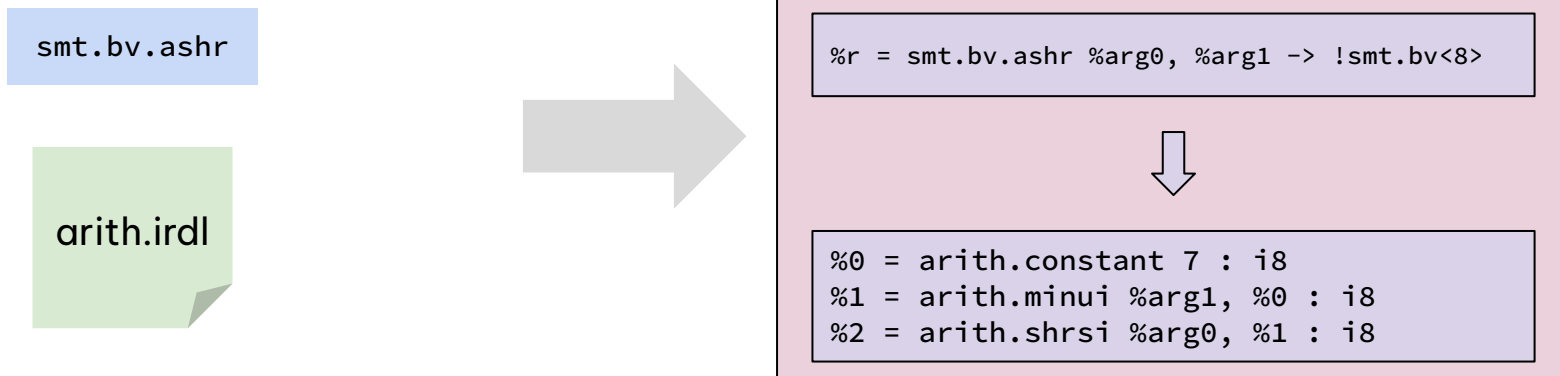 smt.bv.ashr
arith.irdl
%r = smt.bv.ashr %arg0, %arg1 -> !smt.bv<8>
%0 = arith.constant 7 : i8
%1 = arith.minui %arg1, %0 : i8
%2 = arith.shrsi %arg0, %1 : i8